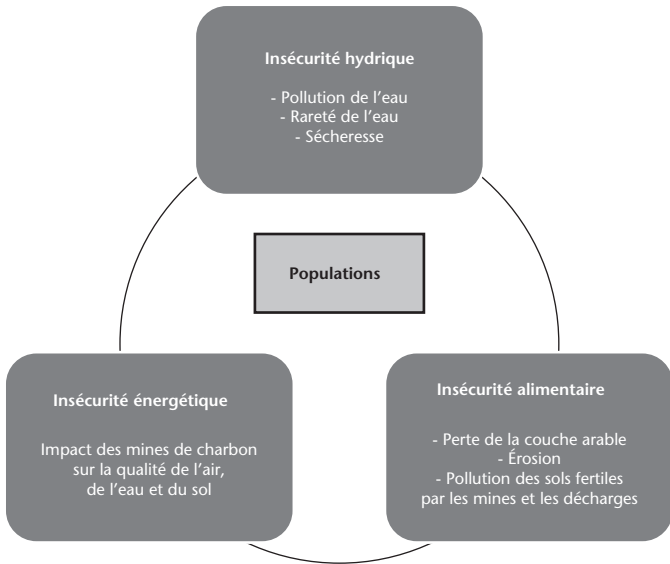 Insécurité hydrique
- Pollution de l’eau
- Rareté de l’eau
- Sécheresse
Populations
Insécurité énergétique
Impact des mines de charbon
sur la qualité de l’air,
de l’eau et du sol
Insécurité alimentaire
- Perte de la couche arable
- Érosion
- Pollution des sols fertiles
par les mines et les décharges